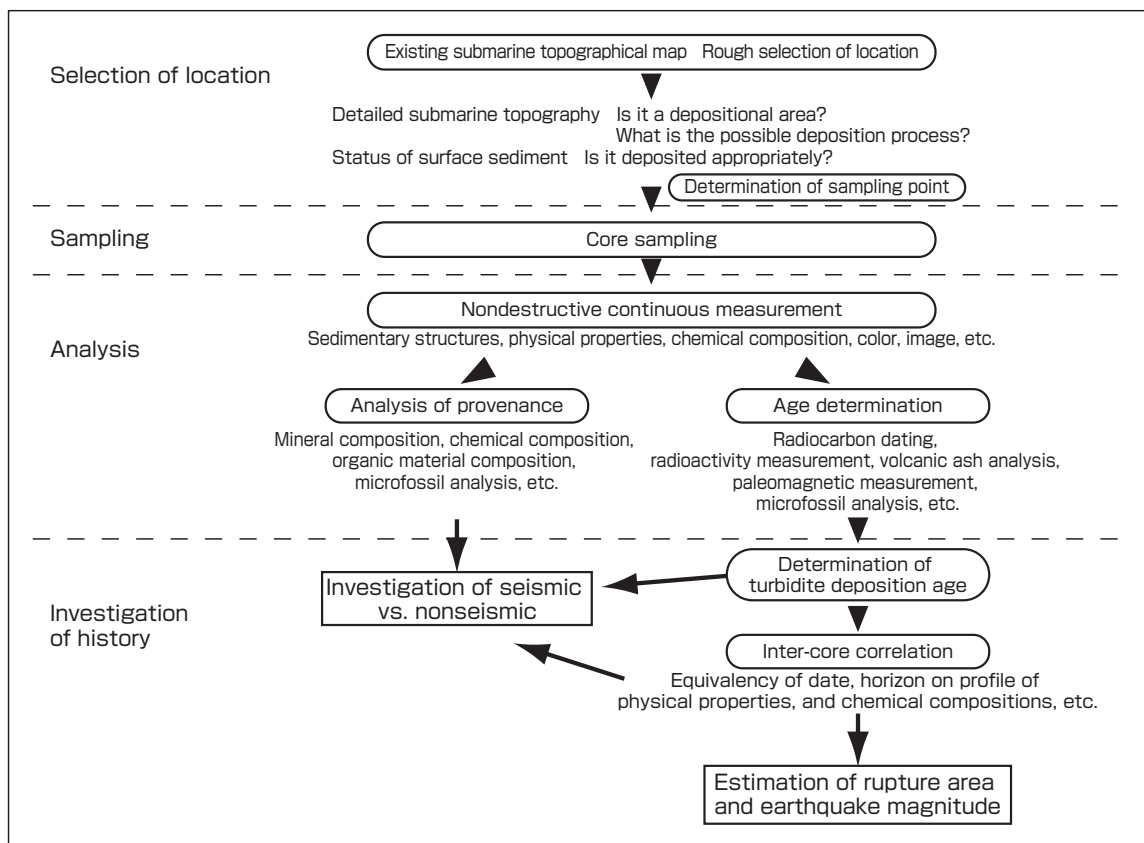 Selection of location
Existing submarine topographical map Rough selection of location
Detailed submarine topography Is it a depositional area?
What is the possible deposition process?
Status of surface sediment Is it deposited appropriately?
Determination of sampling point
Sampling
Core sampling
Analysis
Nondestructive continuous measurement
Sedimentary structures, physical properties, chemical composition, color, image, etc.
Analysis of provenance
Mineral composition, chemical composition,
organic material composition,
microfossil analysis, etc.
Age determination
Radiocarbon dating,
radioactivity measurement, volcanic ash analysis,
paleomagnetic measurement,
microfossil analysis, etc.
Investigation
of history
Investigation of seismic
vs. nonseismic
Determination of
turbidite deposition age
Inter-core correlation
Equivalency of date, horizon on profile of
physical properties, and chemical compositions, etc.
Estimation of rupture area
and earthquake magnitude